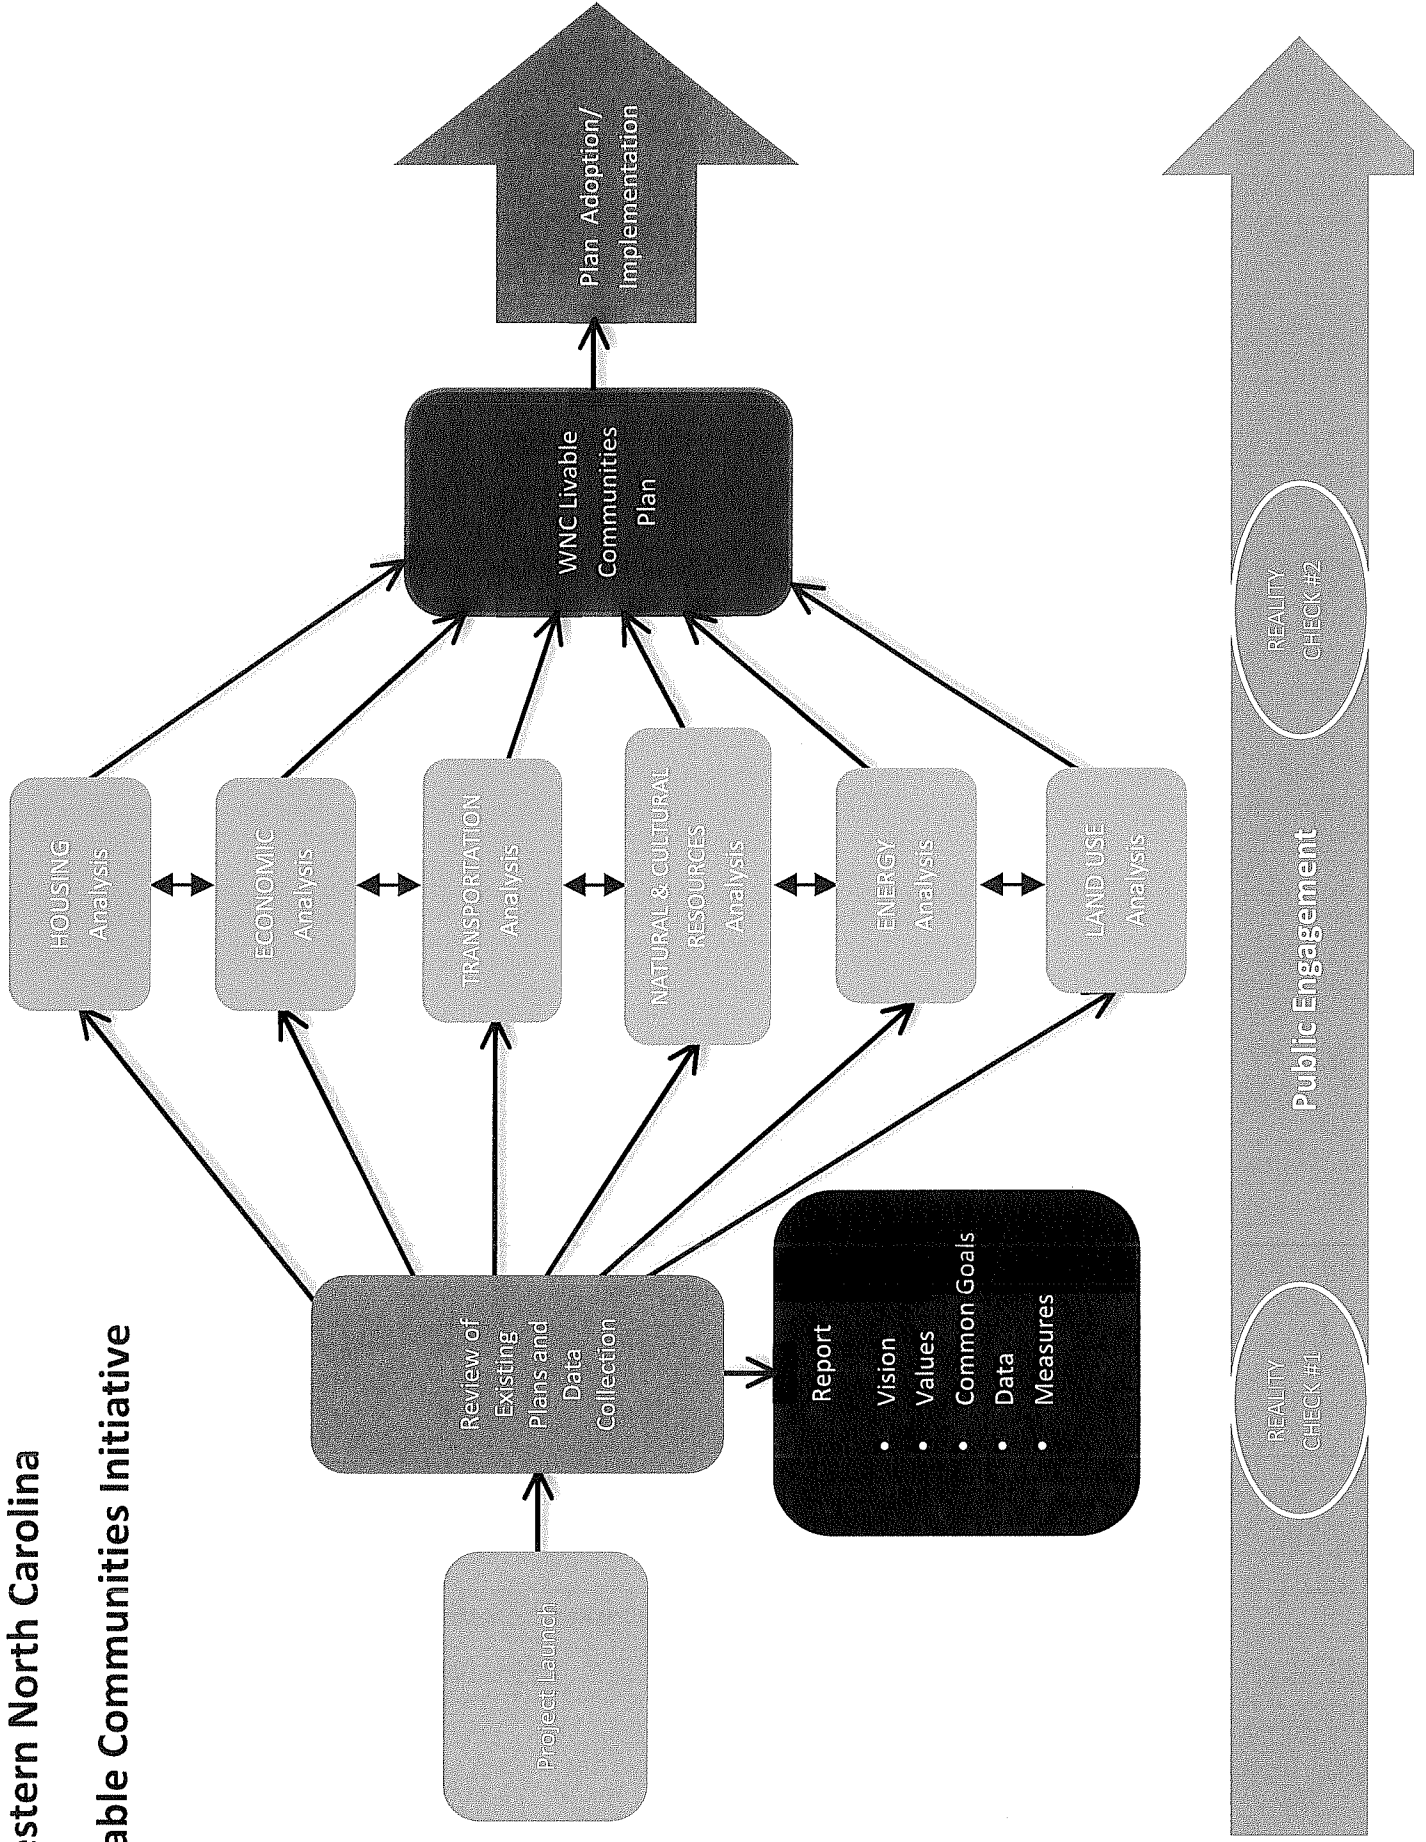 stern North Carolina
able Communities Initiative
Project Launch
Review of
Existing
Plans and
Data
Collection
Report
• Vision
• Values
• Common Goals
• Data
• Measures
HOUSING
Analysis
ECONOMIC
Analysis
TRANSPORTATION
Analysis
NATURAL & CULTURAL
RESOURCES
Analysis
ENERGY
Analysis
LAND USE
Analysis
WNC Livable
Communities
Plan
Plan Adoption/
Implementation
REALITY
CHECK #1
Public Engagement
REALITY
CHECK #2